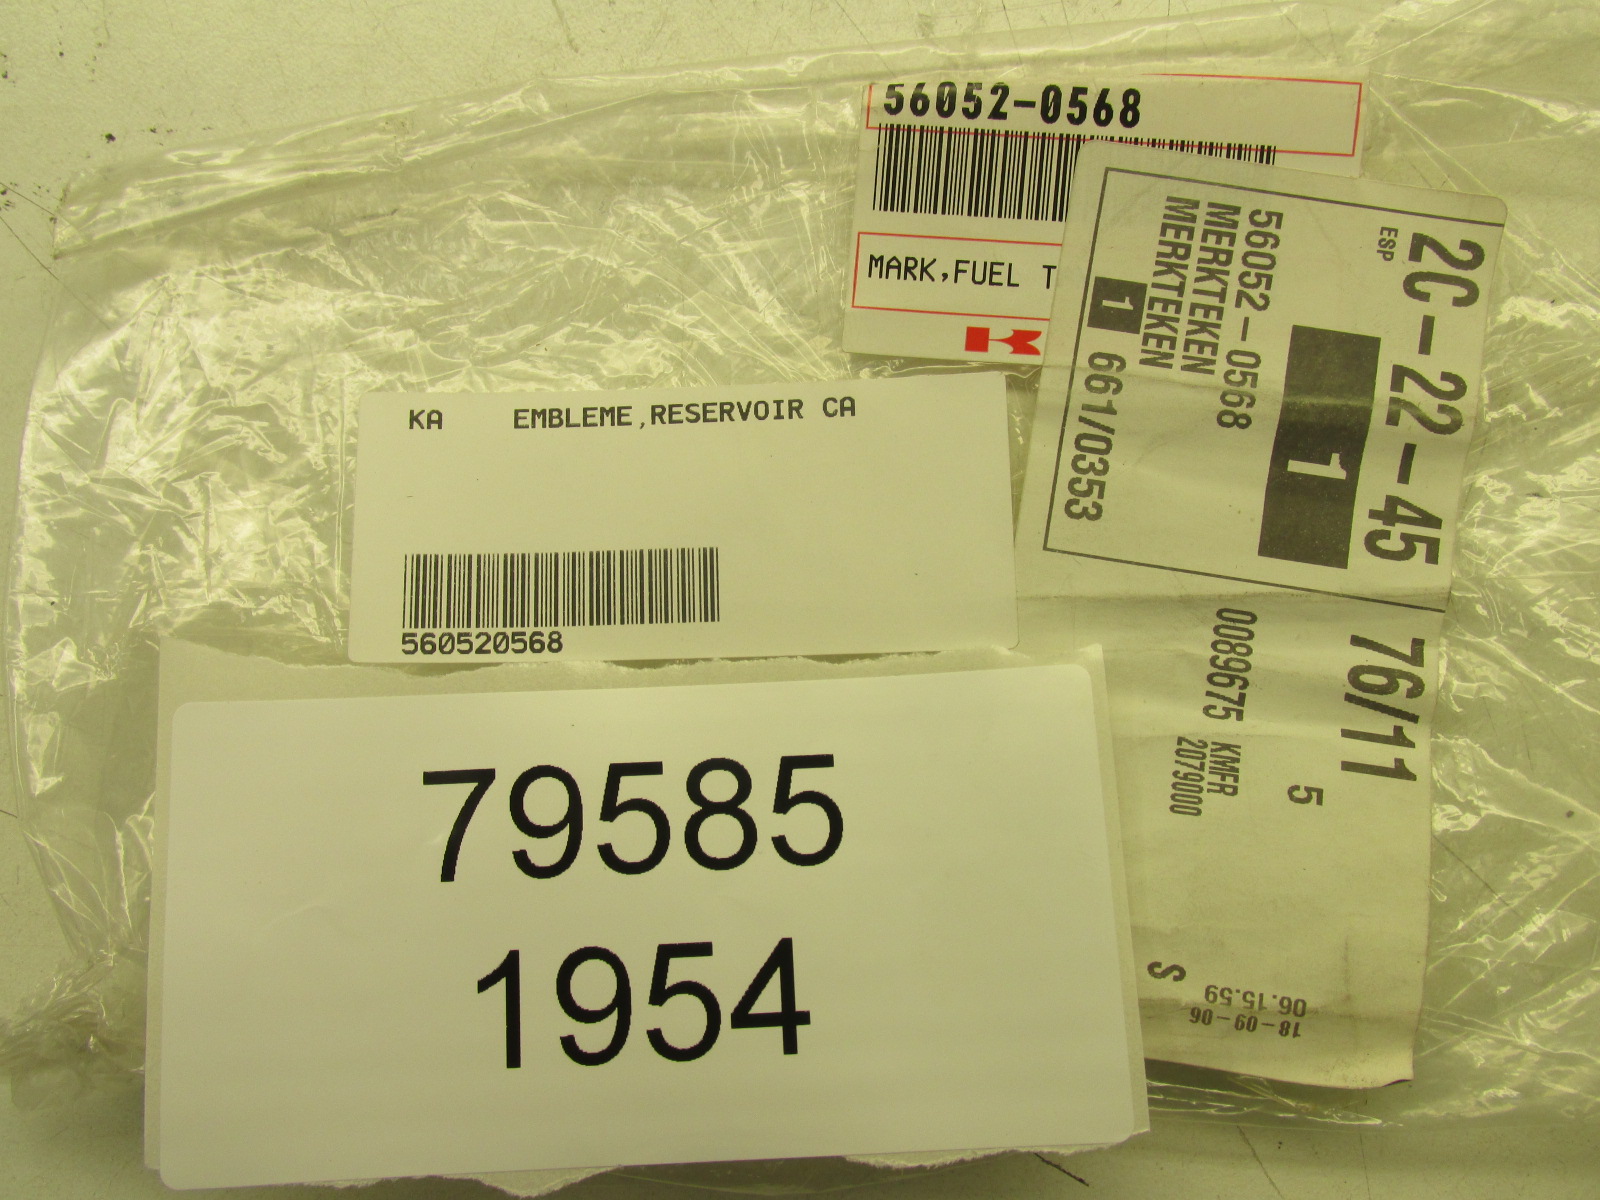 56052-0568
MARK,FUEL T
2C-22-45
ESP
1
56052-0568
MERKTEKEN
MERKTEKEN
1 661/0353
76/11
5
0089675 KMFR
2079000
S
06.15.59
18-09-06
KA EMBLEME,RESERVOIR CA
560520568
79585
1954